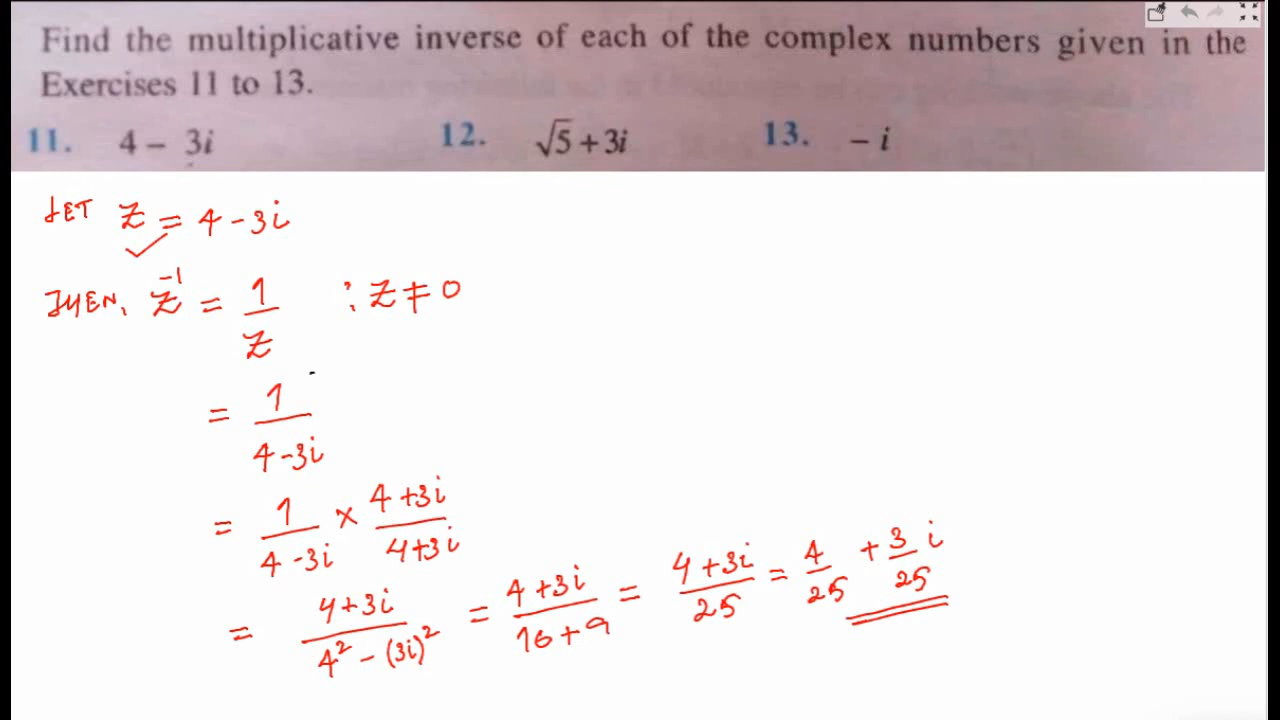 Find the multiplicative inverse of each of the complex numbers given in the
Exercises 11 to 13.
11. 4 – 3i 12. √5 + 3i 13. – i
LET z = 4 - 3i
THEN, z⁻¹ = 1/z : z ≠ 0
= 1/(4-3i)
= 1/(4-3i) × (4+3i)/(4+3i)
= (4+3i)/(4² - (3i)²) = (4+3i)/(16+9) = (4+3i)/25 = 4/25 + 3/25 i